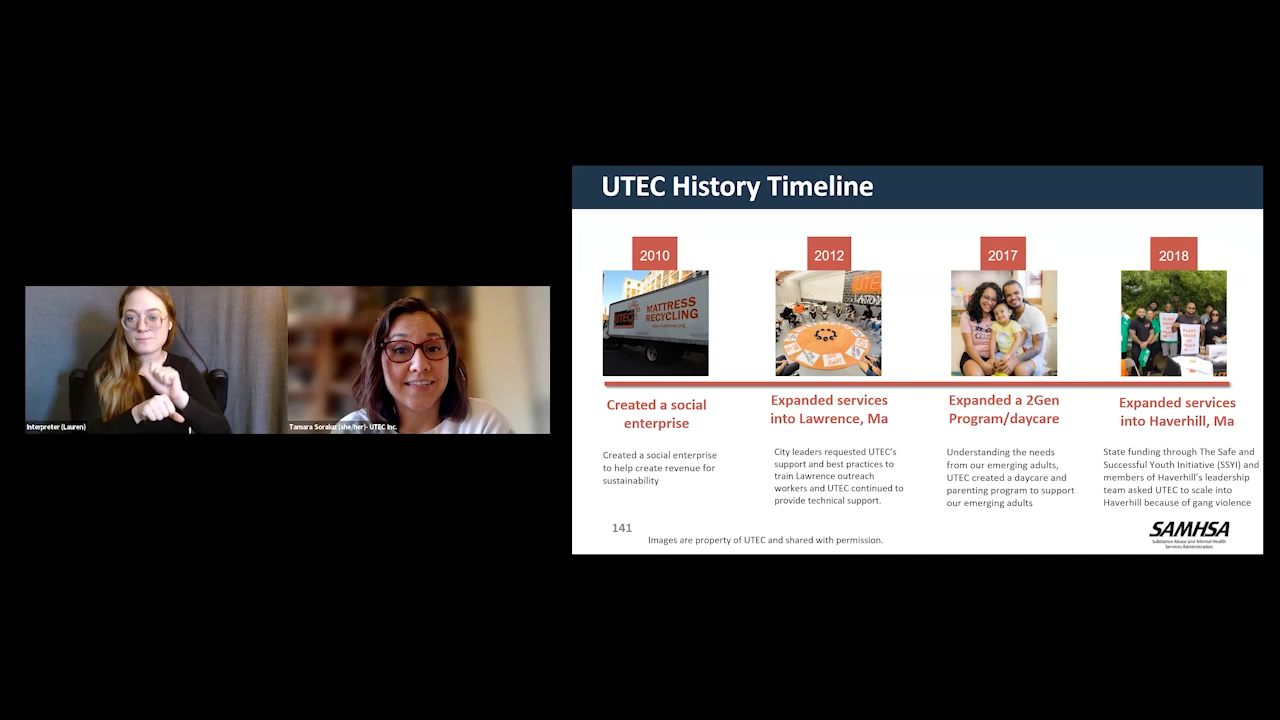 UTEC History Timeline
2010
2012
2017
2018
UTEC
MATTRESS
RECYCLING
UTEC
Created a social
enterprise
Expanded services
into Lawrence, Ma
Expanded a 2Gen
Program/daycare
Expanded services
into Haverhill, Ma
Created a social enterprise
to help create revenue for
sustainability
City leaders requested UTEC's
support and best practices to
train Lawrence outreach
workers and UTEC continued to
provide technical support.
Understanding the needs
from our emerging adults,
UTEC created a daycare and
parenting program to support
our emerging adults
State funding through The Safe and
Successful Youth Initiative (SSYI) and
members of Haverhill's leadership
team asked UTEC to scale into
Haverhill because of gang violence
141
Images are property of UTEC and shared with permission.
SAMHSA
Substance Abuse and Mental Health
Services Administration
Interpreter (Lauren)
Tamara Soraluz (she/her)- UTEC Inc.